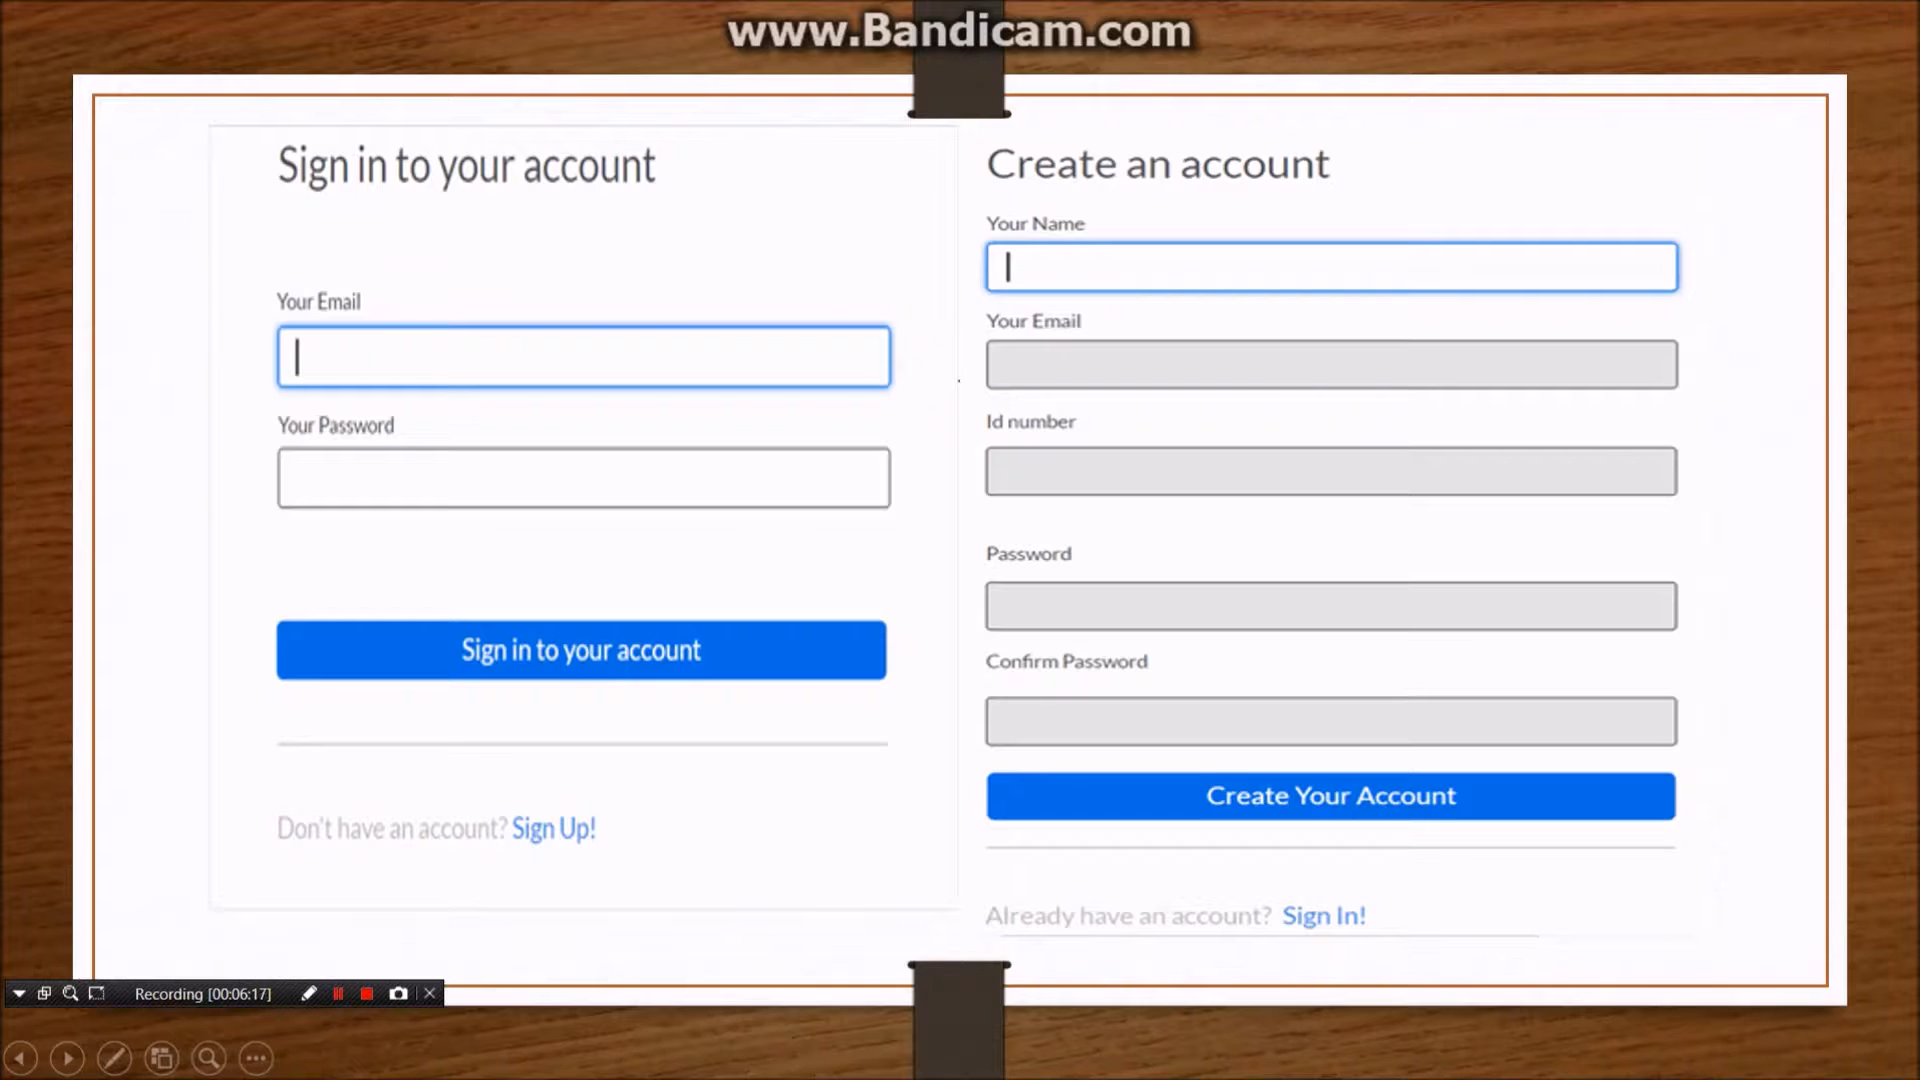 www.Bandicam.com
Sign in to your account
Your Email
Your Password
Sign in to your account
Don't have an account? Sign Up!
Create an account
Your Name
Your Email
Id number
Password
Confirm Password
Create Your Account
Already have an account? Sign In!
Recording [00:06:17]